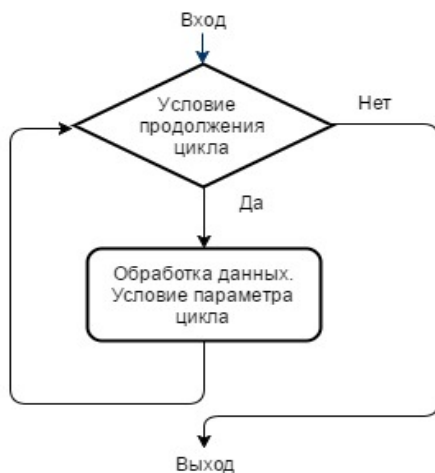 Вход
Условие
продолжения
цикла
Нет
Да
Обработка данных.
Условие параметра
цикла
Выход